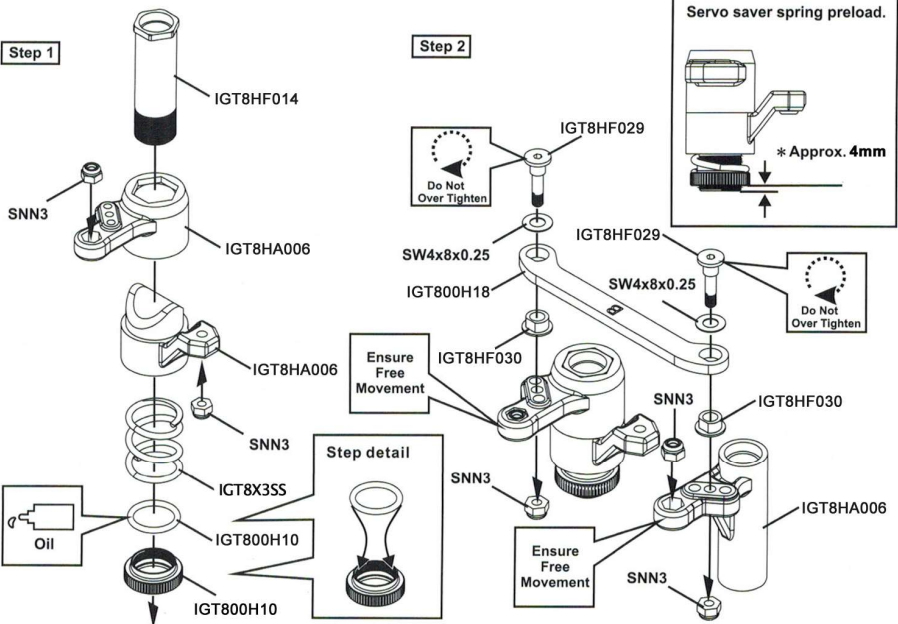 Step 1
IGT8HF014
SNN3
IGT8HA006
IGT8HA006
SNN3
IGT8X3SS
Oil
IGT800H10
IGT800H10
Step detail
Step 2
IGT8HF029
Do Not
Over Tighten
SW4x8x0.25
IGT800H18
IGT8HF030
Ensure
Free
Movement
SNN3
IGT8HF029
SW4x8x0.25
Do Not
Over Tighten
8
SNN3
IGT8HF030
IGT8HA006
Ensure
Free
Movement
SNN3
Servo saver spring preload.
* Approx. 4mm